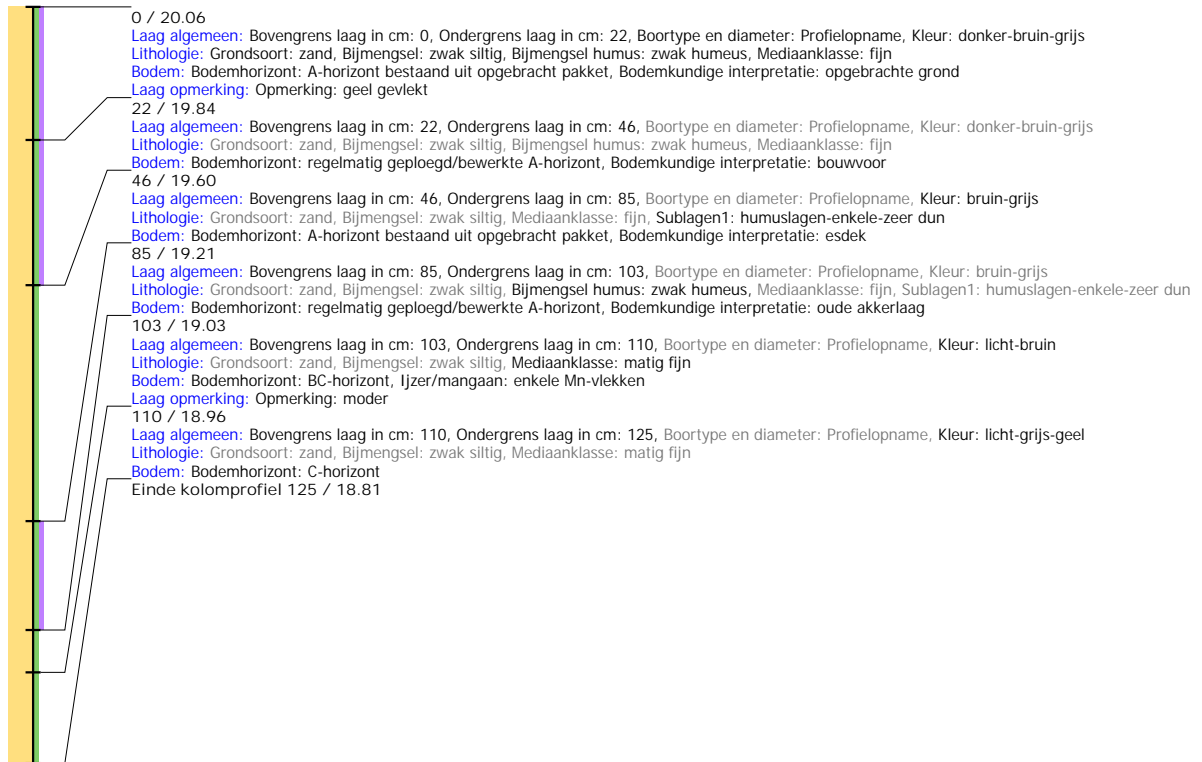 0 / 20.06
Laag algemeen: Bovengrens laag in cm: 0, Ondergrens laag in cm: 22, Boortype en diameter: Profielopname, Kleur: donker-bruin-grijs
Lithologie: Grondsoort: zand, Bijmengsel: zwak siltig, Bijmengsel humus: zwak humeus, Mediaanklasse: fijn
Bodem: Bodemhorizont: A-horizont bestaand uit opgebracht pakket, Bodemkundige interpretatie: opgebrachte grond
Laag opmerking: Opmerking: geel gevlekt
22 / 19.84
Laag algemeen: Bovengrens laag in cm: 22, Ondergrens laag in cm: 46, Boortype en diameter: Profielopname, Kleur: donker-bruin-grijs
Lithologie: Grondsoort: zand, Bijmengsel: zwak siltig, Bijmengsel humus: zwak humeus, Mediaanklasse: fijn
Bodem: Bodemhorizont: regelmatig geploegd/bewerkte A-horizont, Bodemkundige interpretatie: bouwvoor
46 / 19.60
Laag algemeen: Bovengrens laag in cm: 46, Ondergrens laag in cm: 85, Boortype en diameter: Profielopname, Kleur: bruin-grijs
Lithologie: Grondsoort: zand, Bijmengsel: zwak siltig, Mediaanklasse: fijn, Sublagen1: humuslagen-enkele-zeer dun
Bodem: Bodemhorizont: A-horizont bestaand uit opgebracht pakket, Bodemkundige interpretatie: esdek
85 / 19.21
Laag algemeen: Bovengrens laag in cm: 85, Ondergrens laag in cm: 103, Boortype en diameter: Profielopname, Kleur: bruin-grijs
Lithologie: Grondsoort: zand, Bijmengsel: zwak siltig, Bijmengsel humus: zwak humeus, Mediaanklasse: fijn, Sublagen1: humuslagen-enkele-zeer dun
Bodem: Bodemhorizont: regelmatig geploegd/bewerkte A-horizont, Bodemkundige interpretatie: oude akkerlaag
103 / 19.03
Laag algemeen: Bovengrens laag in cm: 103, Ondergrens laag in cm: 110, Boortype en diameter: Profielopname, Kleur: licht-bruin
Lithologie: Grondsoort: zand, Bijmengsel: zwak siltig, Mediaanklasse: matig fijn
Bodem: Bodemhorizont: BC-horizont, Ijzer/mangaan: enkele Mn-vlekken
Laag opmerking: Opmerking: moder
110 / 18.96
Laag algemeen: Bovengrens laag in cm: 110, Ondergrens laag in cm: 125, Boortype en diameter: Profielopname, Kleur: licht-grijs-geel
Lithologie: Grondsoort: zand, Bijmengsel: zwak siltig, Mediaanklasse: matig fijn
Bodem: Bodemhorizont: C-horizont
Einde kolomprofiel 125 / 18.81